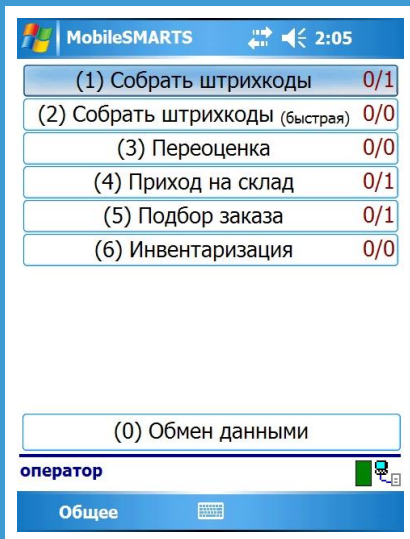 MobileSMARTS 2:05
(1) Собрать штрихкоды 0/1
(2) Собрать штрихкоды (быстрая) 0/0
(3) Переоценка 0/0
(4) Приход на склад 0/1
(5) Подбор заказа 0/1
(6) Инвентаризация 0/0
(0) Обмен данными
оператор
Общее